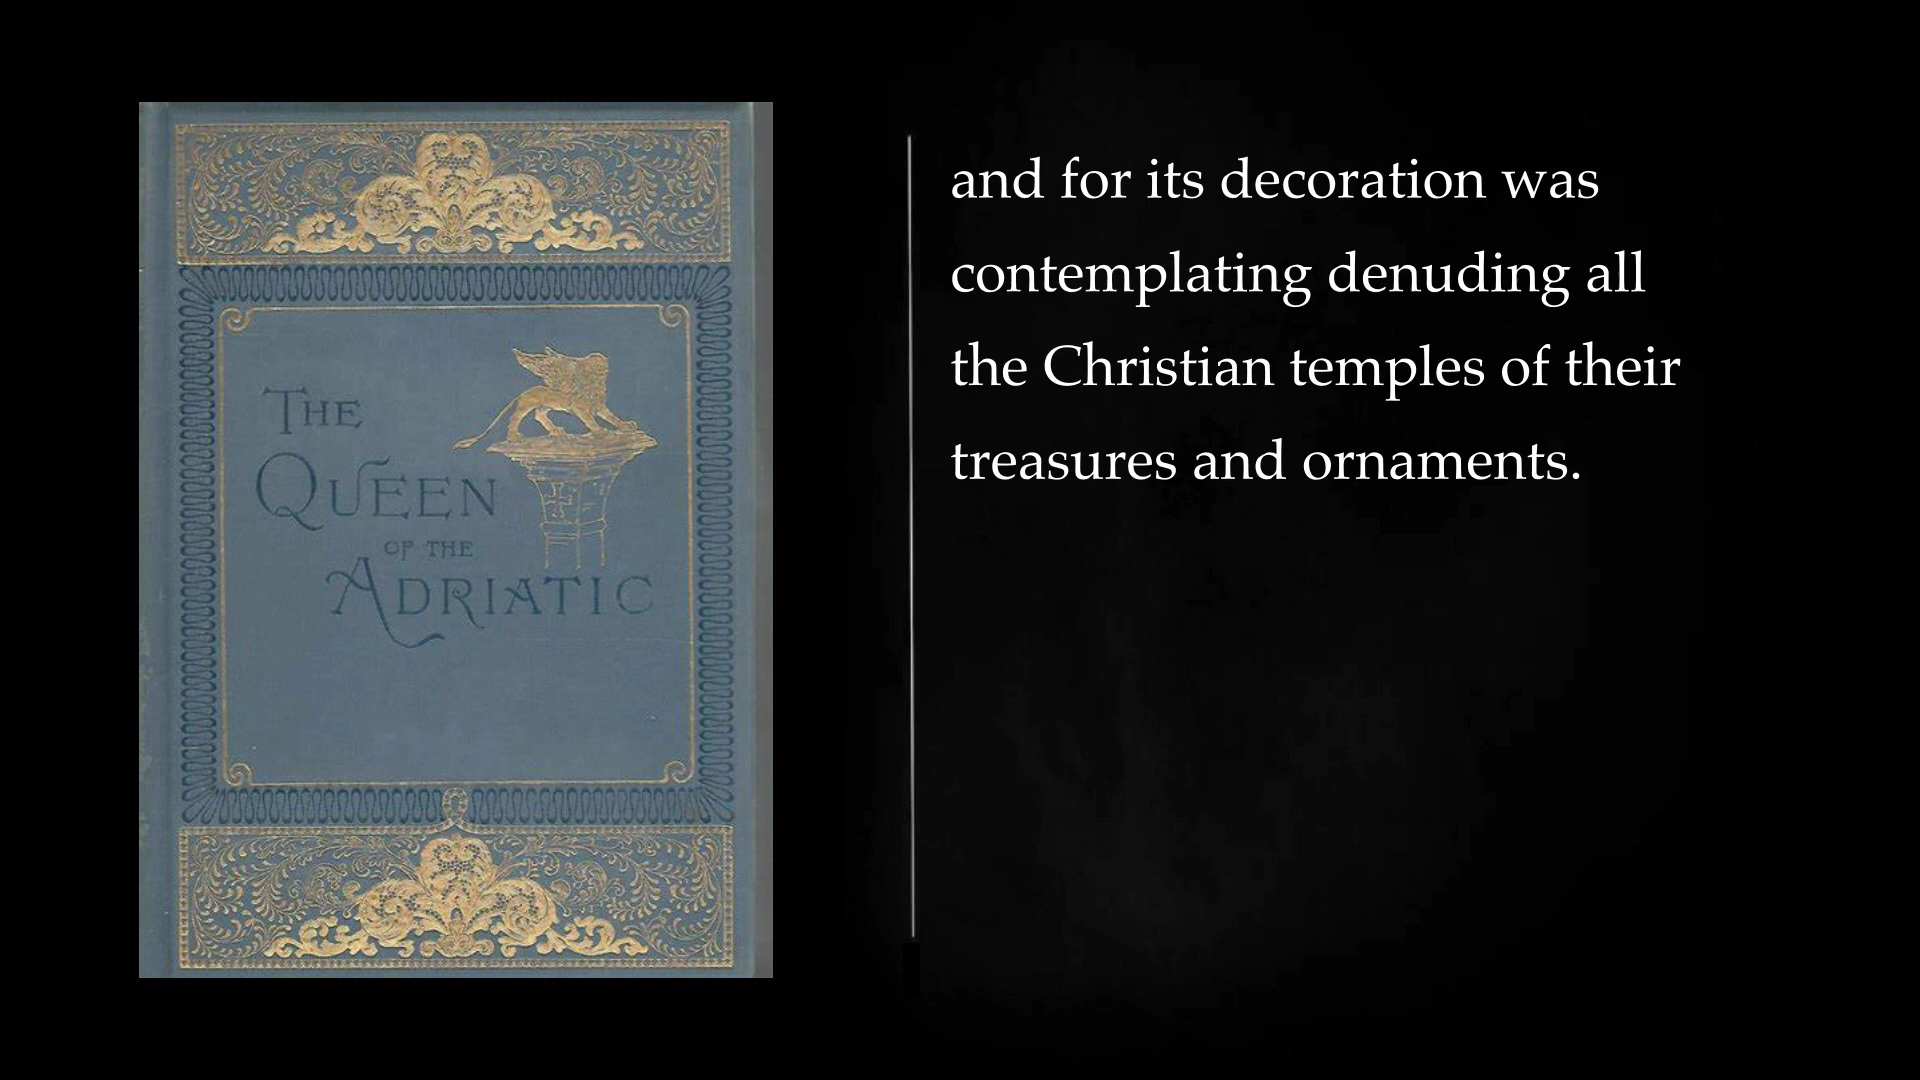 The
Queen
of the
Adriatic
and for its decoration was
contemplating denuding all
the Christian temples of their
treasures and ornaments.